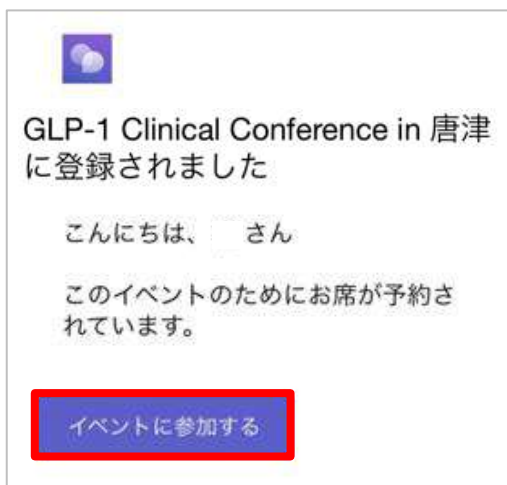 GLP-1 Clinical Conference in 唐津
に登録されました
こんにちは、 さん
このイベントのためにお席が予約さ
れています。
イベントに参加する